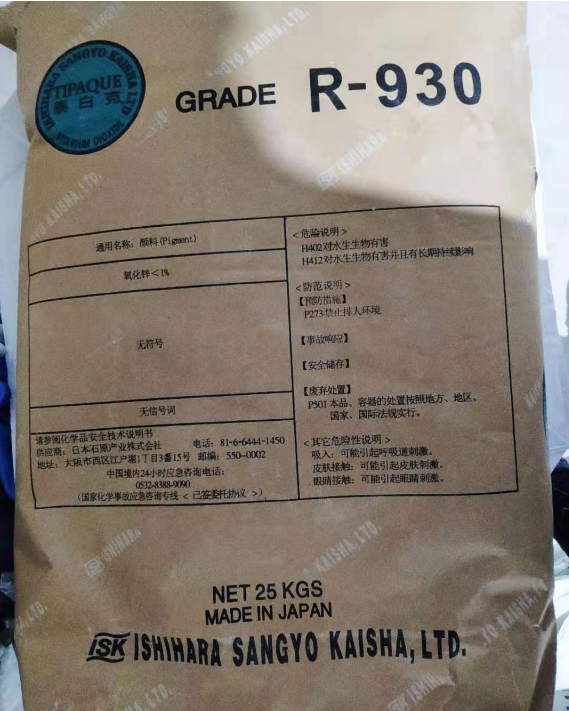 ISHIHARA SANGYO KAISHA LTD
TIPAQUE
泰白克
TITANIUM DIOXIDE
GRADE R-930
通用名称：颜料(Pigment)
氧化锌＜1%
无符号
无信号词
请参阅化学品安全技术说明书
供应商：日本石原产业株式会社 电话：81-6-6444-1450
地址：大阪市西区江户堀1丁目3番15号 邮编：550-0002
中国境内24小时应急咨询电话：
0532-8388-9090
（国家化学事故应急咨询专线＜已签委托协议＞）
＜危险说明＞
H402对水生生物有害
H412对水生生物有害并且有长期持续影响
＜防范说明＞
【预防措施】
P273禁止排入环境
【事故响应】
【安全储存】
【废弃处置】
P501本品、容器的处置按照地方、地区、
国家、国际法规实行。
＜其它危险性说明＞
吸入：可能引起呼吸道刺激。
皮肤接触：可能引起皮肤刺激。
眼睛接触：可能引起眼睛刺激。
NET 25 KGS
MADE IN JAPAN
ISK ISHIHARA SANGYO KAISHA, LTD.